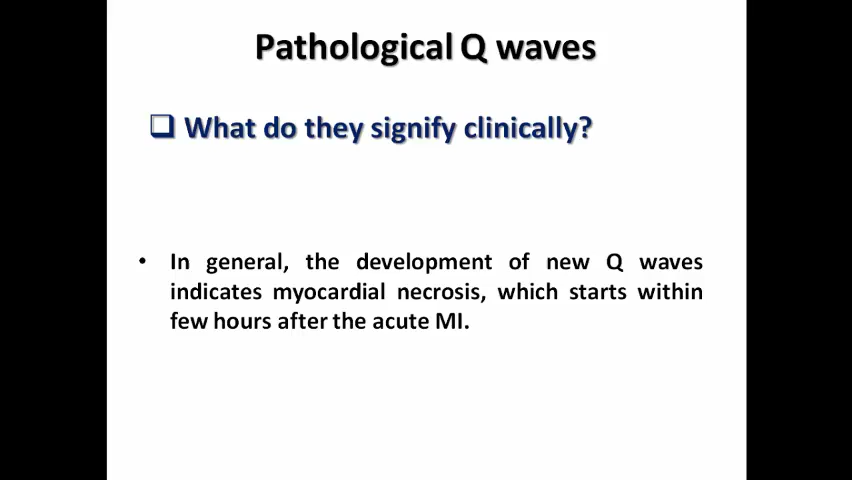 Pathological Q waves
❑ What do they signify clinically?
• In general, the development of new Q waves
indicates myocardial necrosis, which starts within
few hours after the acute MI.